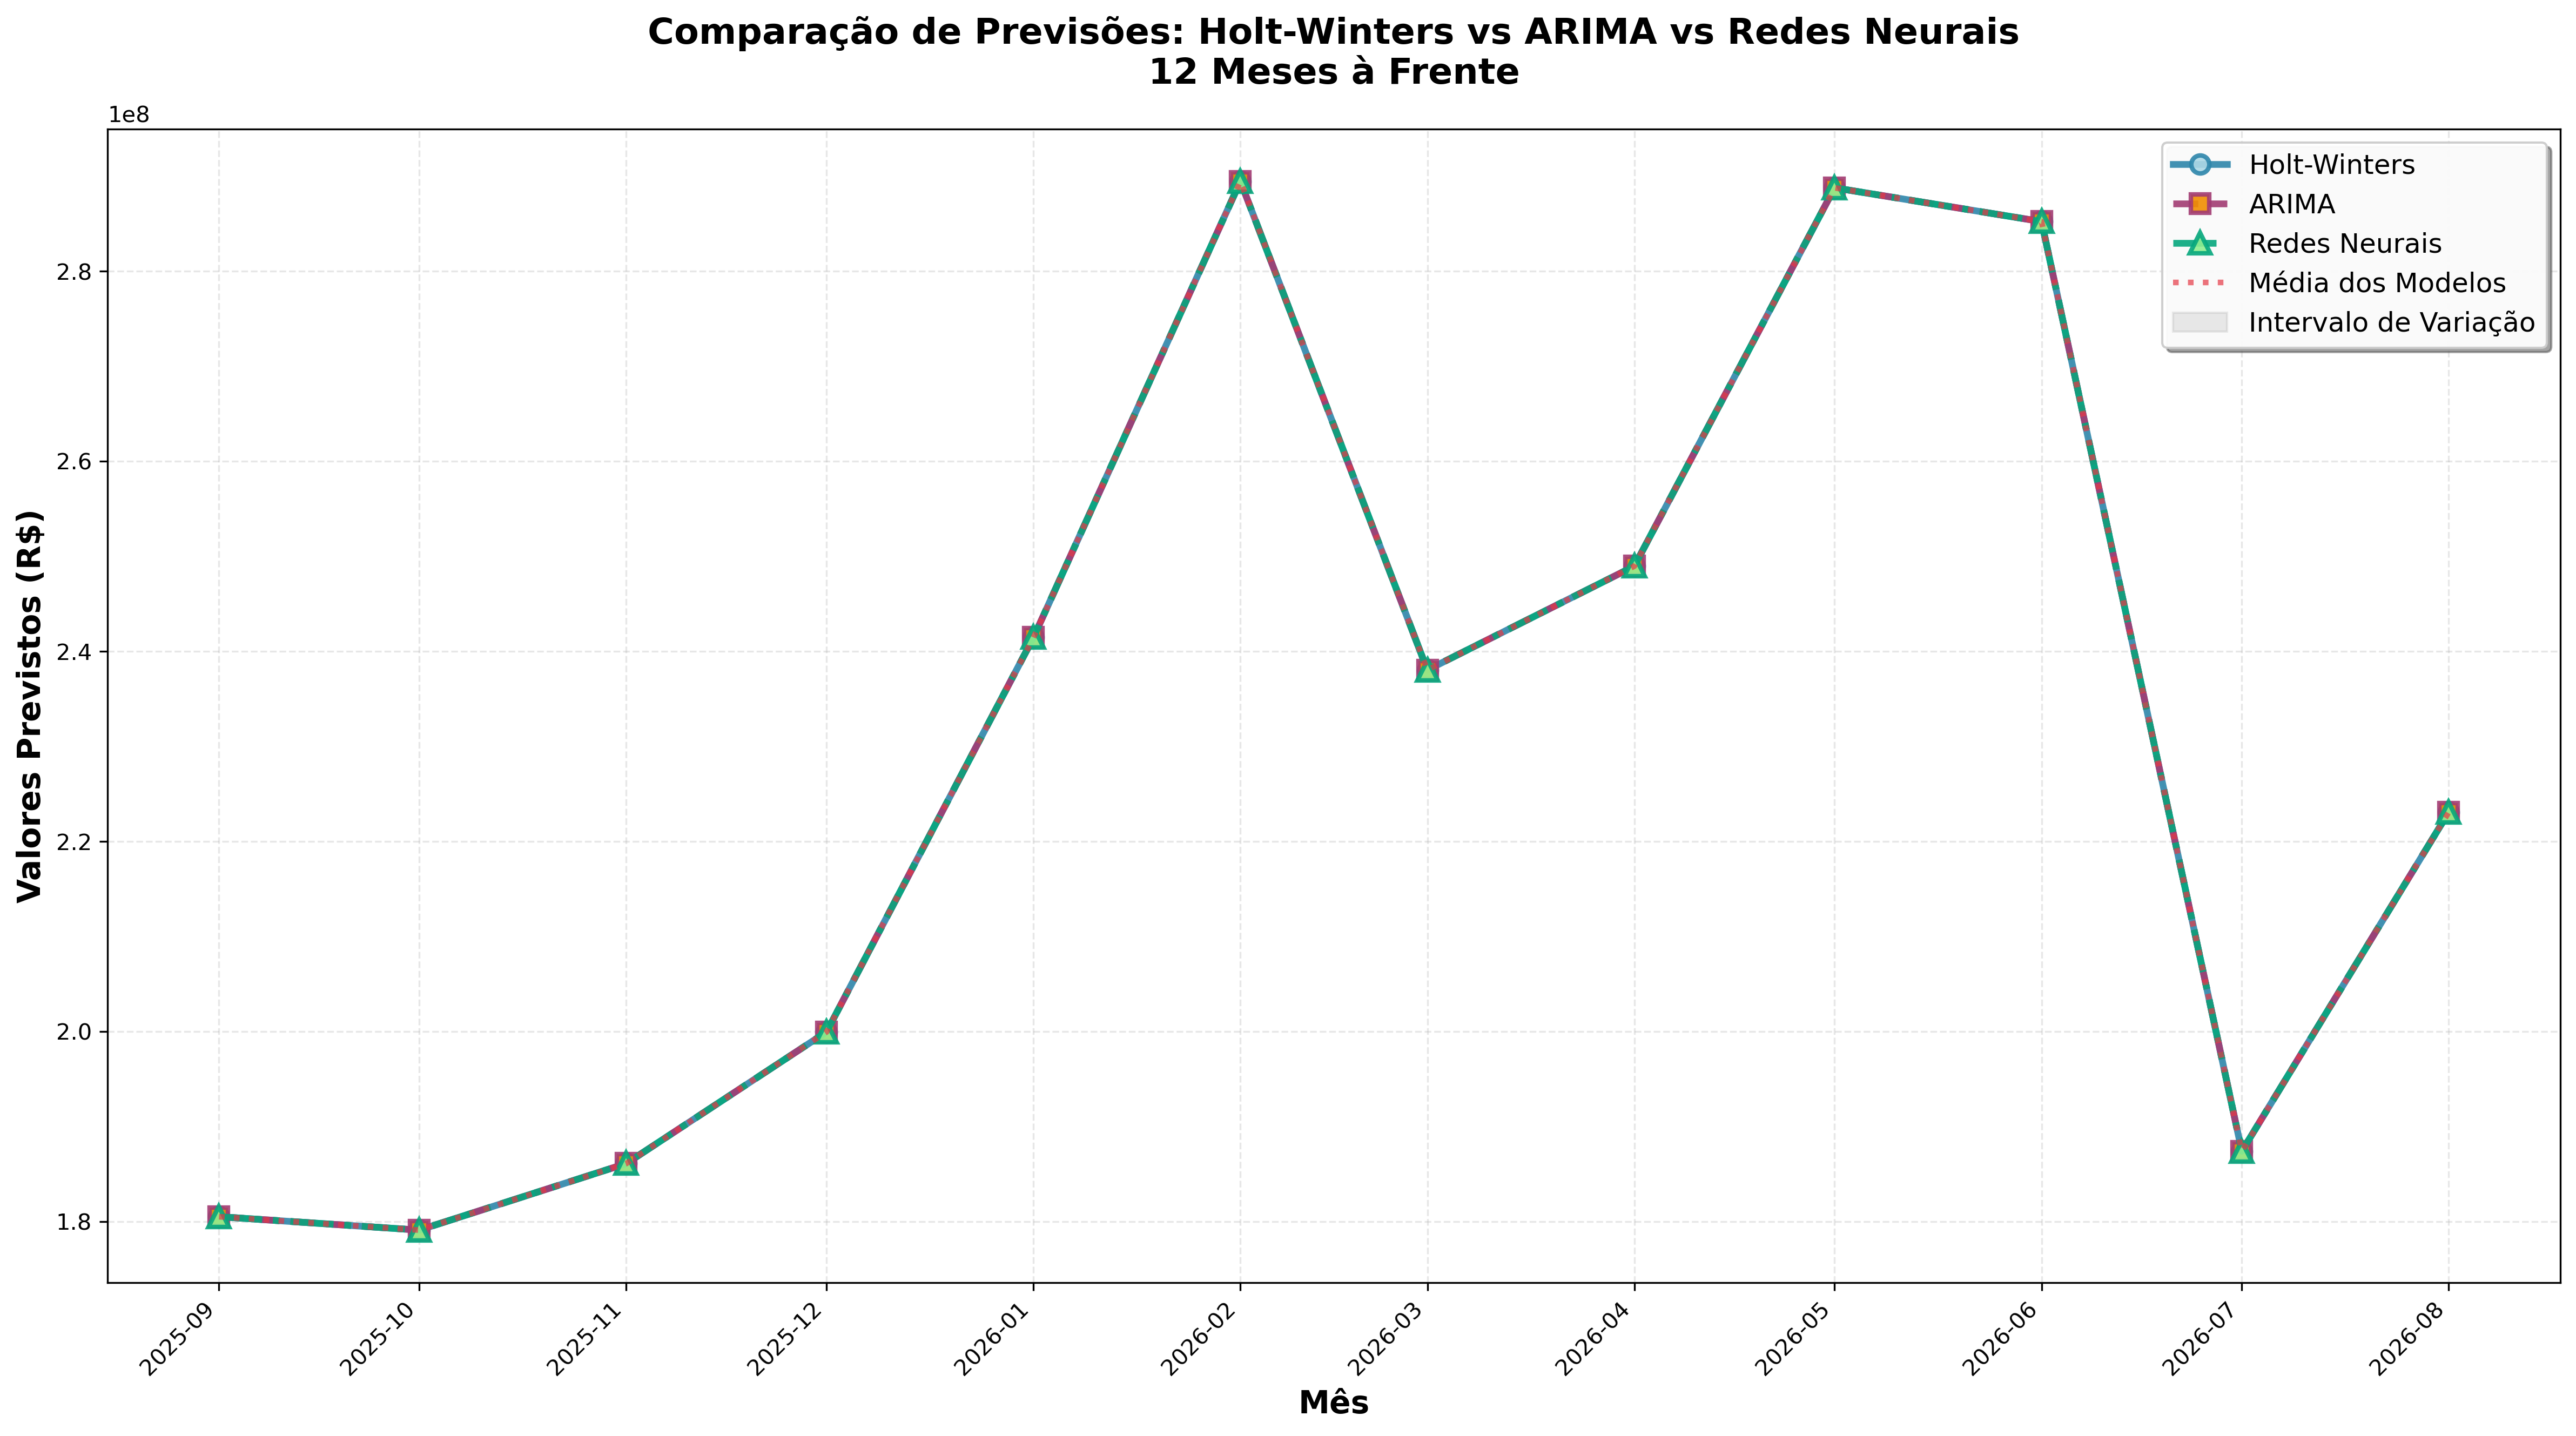 Comparação de Previsões: Holt-Winters vs ARIMA vs Redes Neurais
12 Meses à Frente
1e8
Holt-Winters
ARIMA
Redes Neurais
Média dos Modelos
Intervalo de Variação
Valores Previstos (R$)
2.8
2.6
2.4
2.2
2.0
1.8
2025-09
2025-10
2025-11
2025-12
2026-01
2026-02
2026-03
2026-04
2026-05
2026-06
2026-07
2026-08
Mês